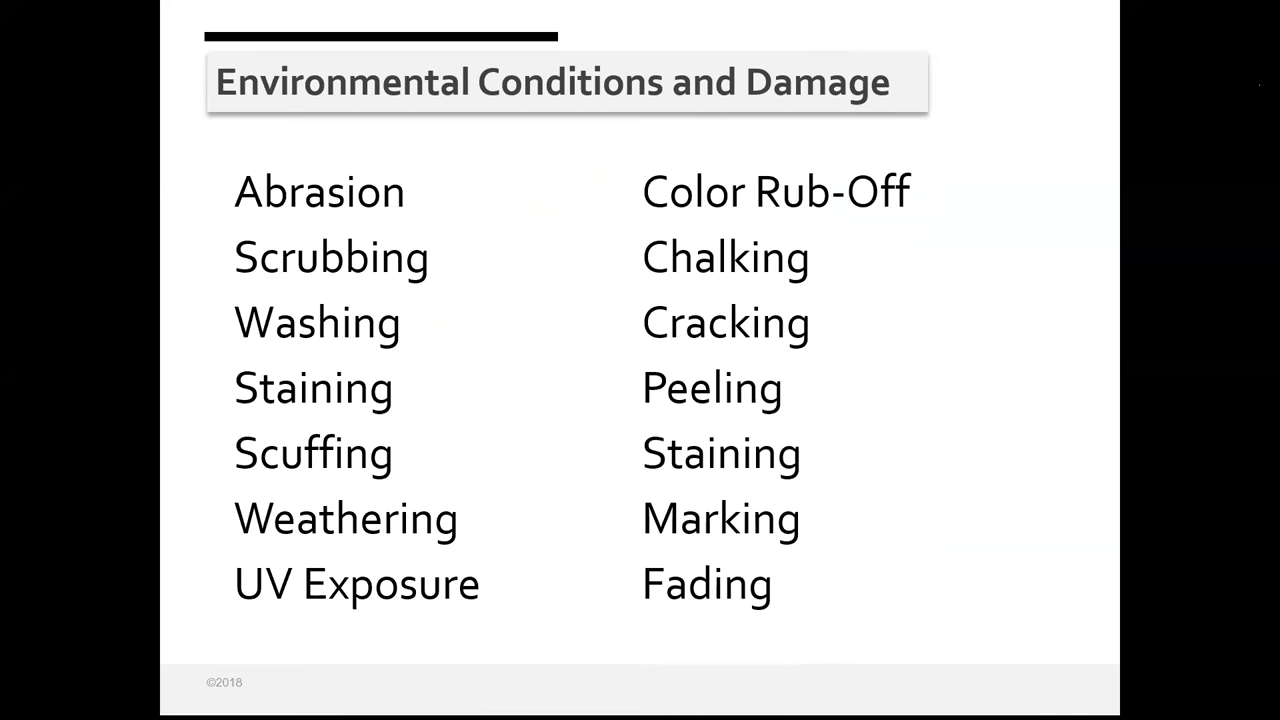 Environmental Conditions and Damage
Abrasion
Scrubbing
Washing
Staining
Scuffing
Weathering
UV Exposure
Color Rub-Off
Chalking
Cracking
Peeling
Staining
Marking
Fading
©2018